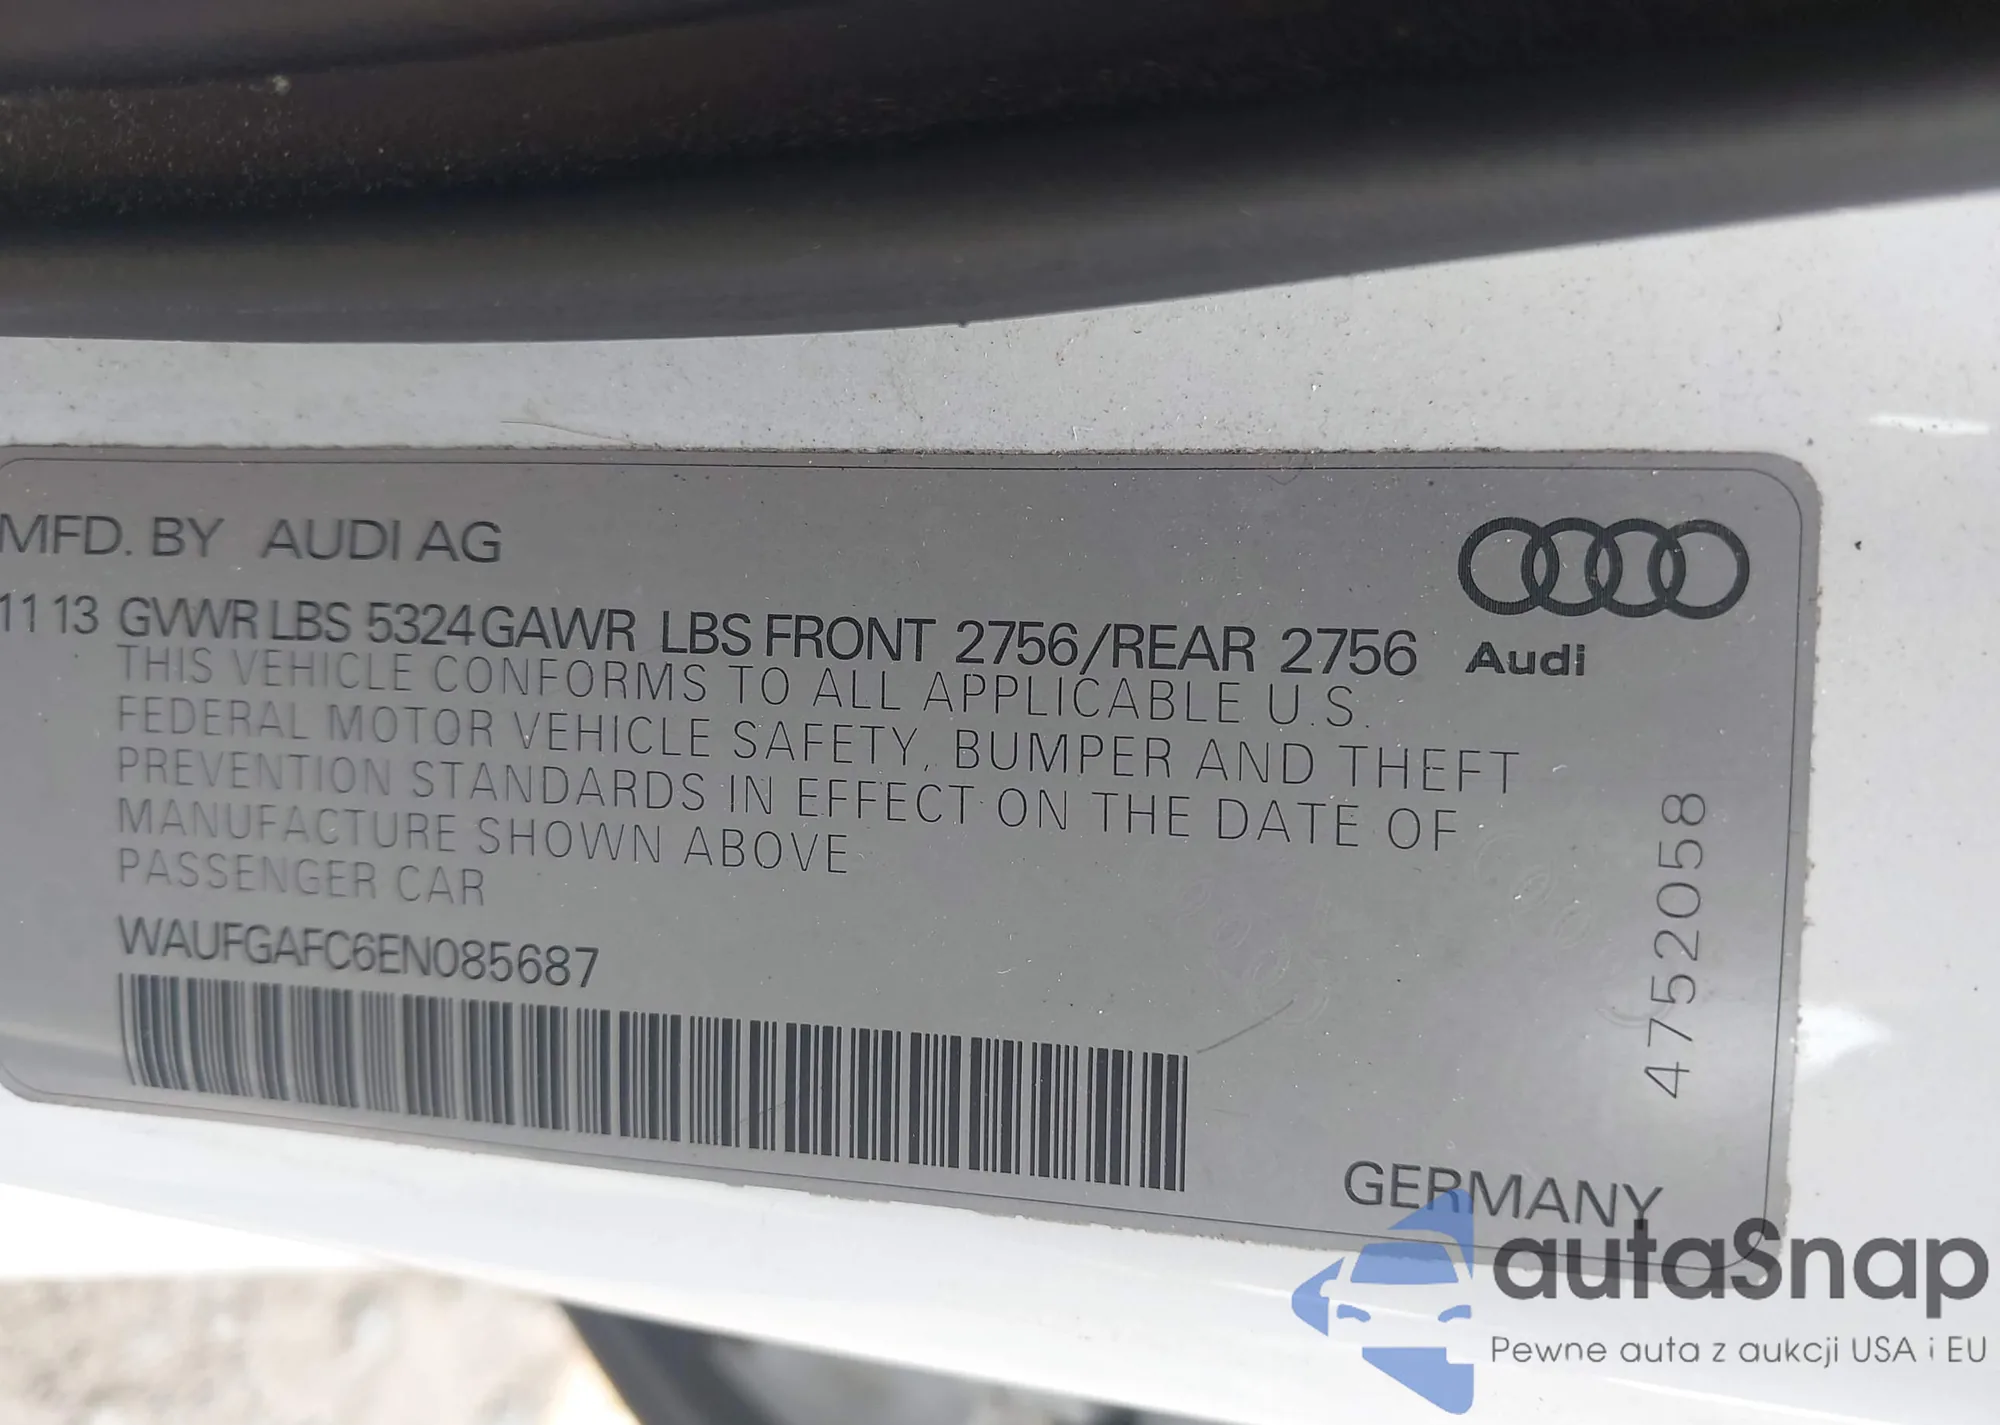 MFD. BY AUDI AG
11 13 GVWR LBS 5324 GAWR LBS FRONT 2756/REAR 2756
THIS VEHICLE CONFORMS TO ALL APPLICABLE U.S.
FEDERAL MOTOR VEHICLE SAFETY, BUMPER AND THEFT
PREVENTION STANDARDS IN EFFECT ON THE DATE OF
MANUFACTURE SHOWN ABOVE
PASSENGER CAR
WAUFGAFC6EN085687
Audi
4752058
GERMANY
autaSnap
Pewne auta z aukcji USA i EU